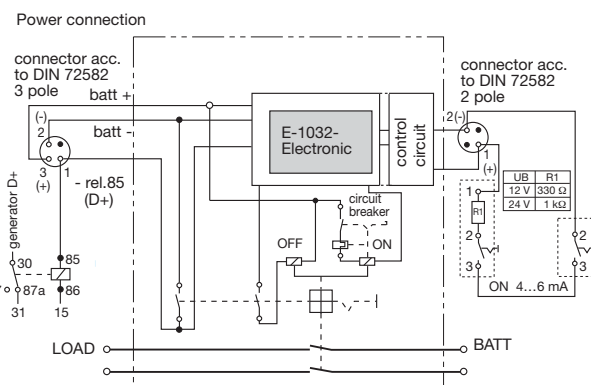 Power connection
connector acc.
to DIN 72582
3 pole
batt +
(-)
2
batt -
3
1
(+)
- rel.85
(D+)
generator D+
30
87a
31
85
86
15
E-1032-
Electronic
control
circuit
circuit
breaker
OFF
ON
LOAD
BATT
connector acc.
to DIN 72582
2 pole
2(-)
1
(+)
UB R1
12 V 330 Ω
24 V 1 kΩ
1
R1
2
3
2
3
ON 4...6 mA